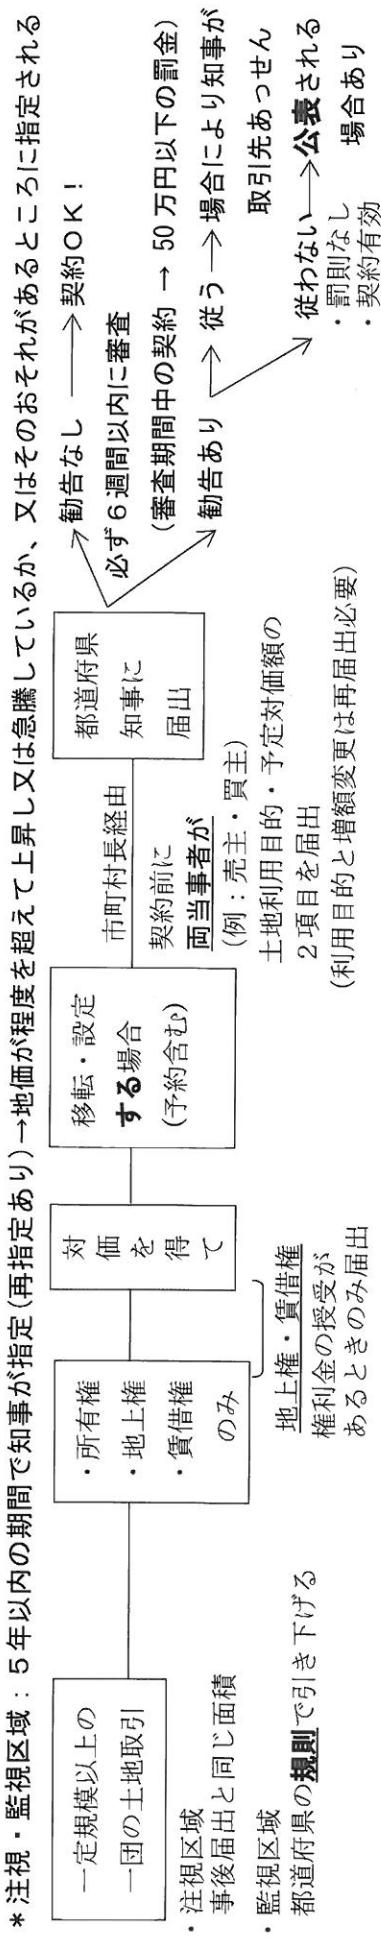 ＊注視・監視区域：５年以内の期間で知事が指定(再指定あり)→地価が程度を超えて上昇し又は急騰しているか、又はそのおそれがあるところに指定される
一定規模以上の
一団の土地取引
・注視区域
事後届出と同じ面積
・監視区域
都道府県の規則で引き下げる
・所有権
・地上権
・賃借権
のみ
対価を得て
地上権・賃借権
権利金の授受が
あるときのみ届出
移転・設定
する場合
(予約含む)
市町村長経由
契約前に
両当事者が
(例：売主・買主)
土地利用目的・予定対価額の
２項目を届出
(利用目的と増額変更は再届出必要)
都道府県
知事に
届出
勧告なし → 契約ＯＫ！
必ず６週間以内に審査
(審査期間中の契約 → 50万円以下の罰金)
勧告あり → 従う → 場合により知事が
取引先あっせん
従わない→公表される
場合あり
・罰則なし
・契約有効